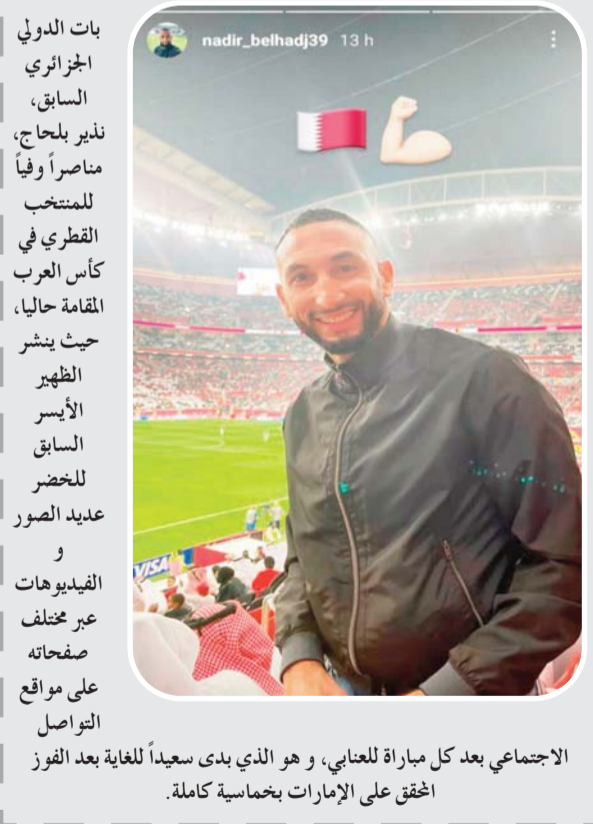 nadir_belhadj39 13 h
VISA
بات الدولي
الجزائري
السابق،
نذير بلحاج،
مناصراً وفياً
للمنتخب
القطري في
كأس العرب
المقامة حاليا،
حيث ينشر
الظهير
الأيسر
السابق
للخضر
عديد الصور
و
الفيديوهات
عبر مختلف
صفحاته
على مواقع
التواصل
الاجتماعي بعد كل مباراة للعنابي، و هو الذي بدى سعيداً للغاية بعد الفوز
المحقق على الإمارات بخماسية كاملة.